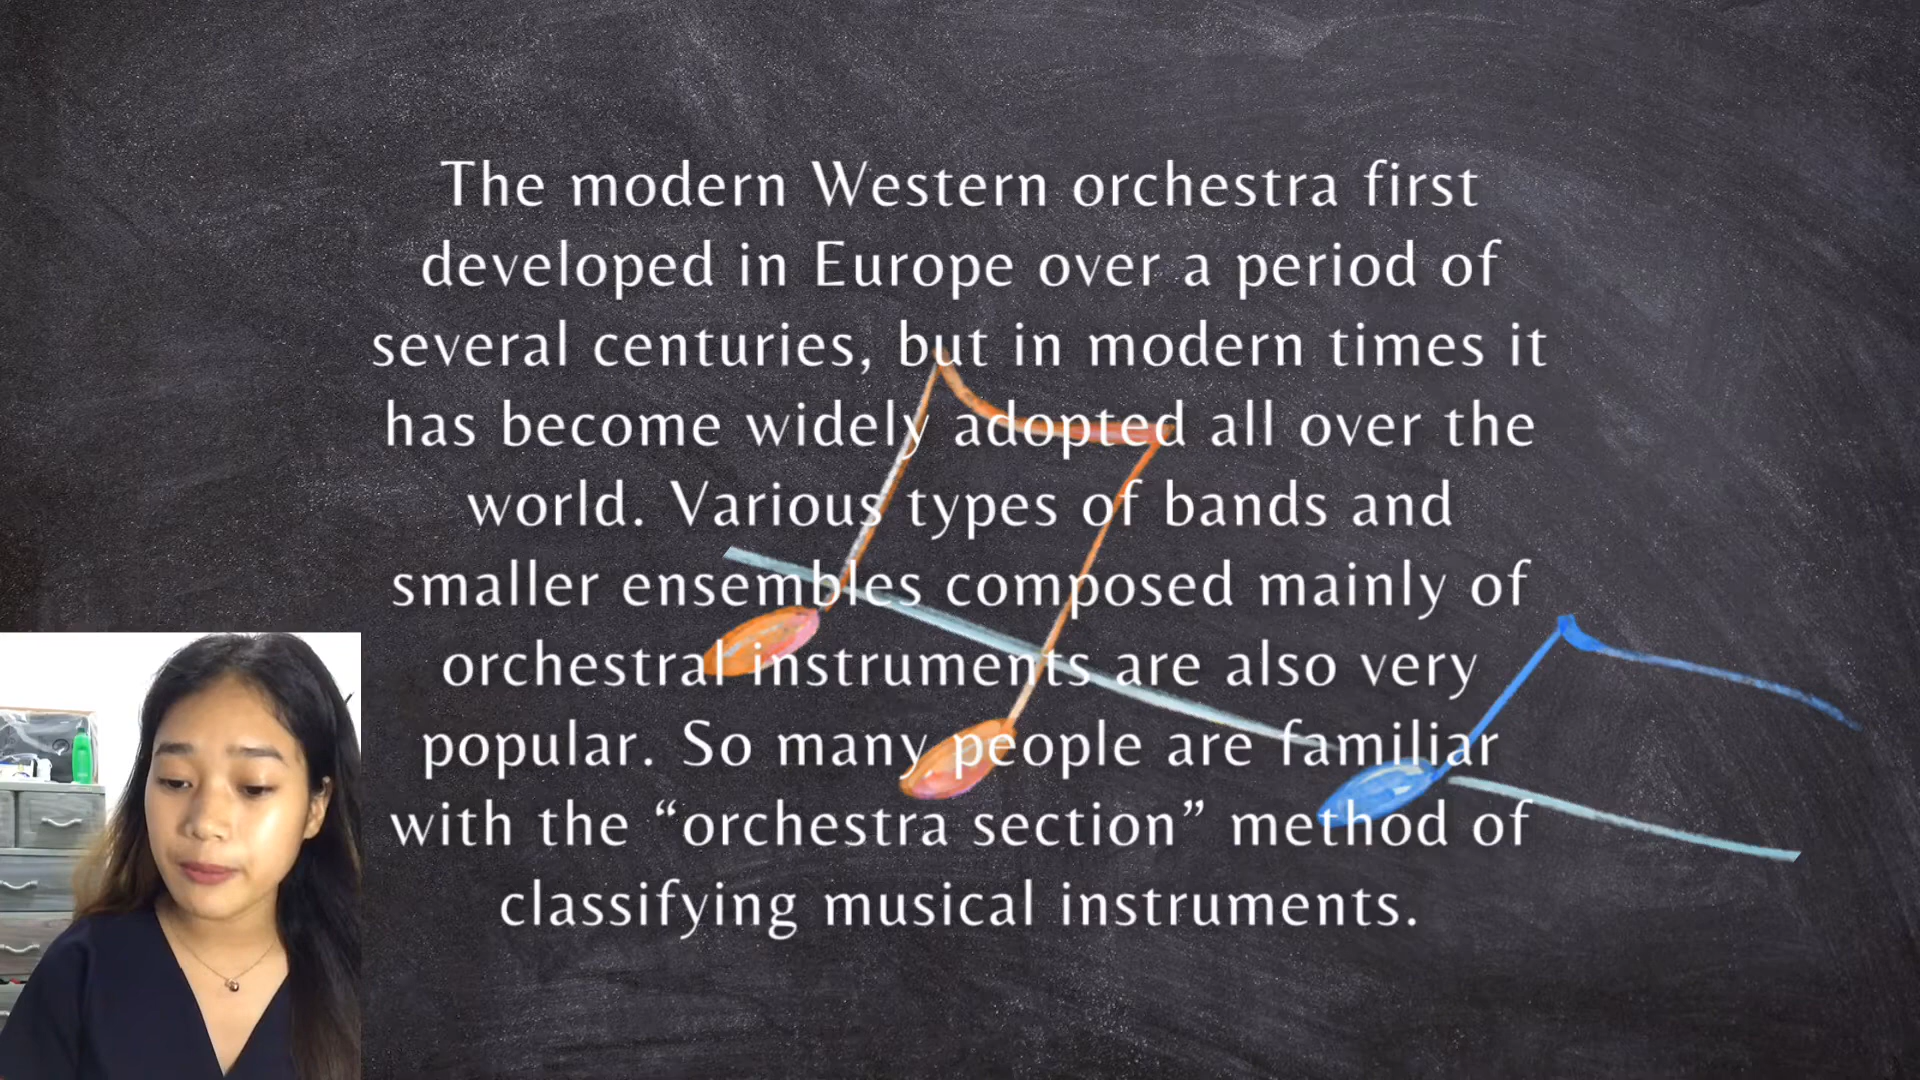 The modern Western orchestra first
developed in Europe over a period of
several centuries, but in modern times it
has become widely adopted all over the
world. Various types of bands and
smaller ensembles composed mainly of
orchestral instruments are also very
popular. So many people are familiar
with the “orchestra section” method of
classifying musical instruments.